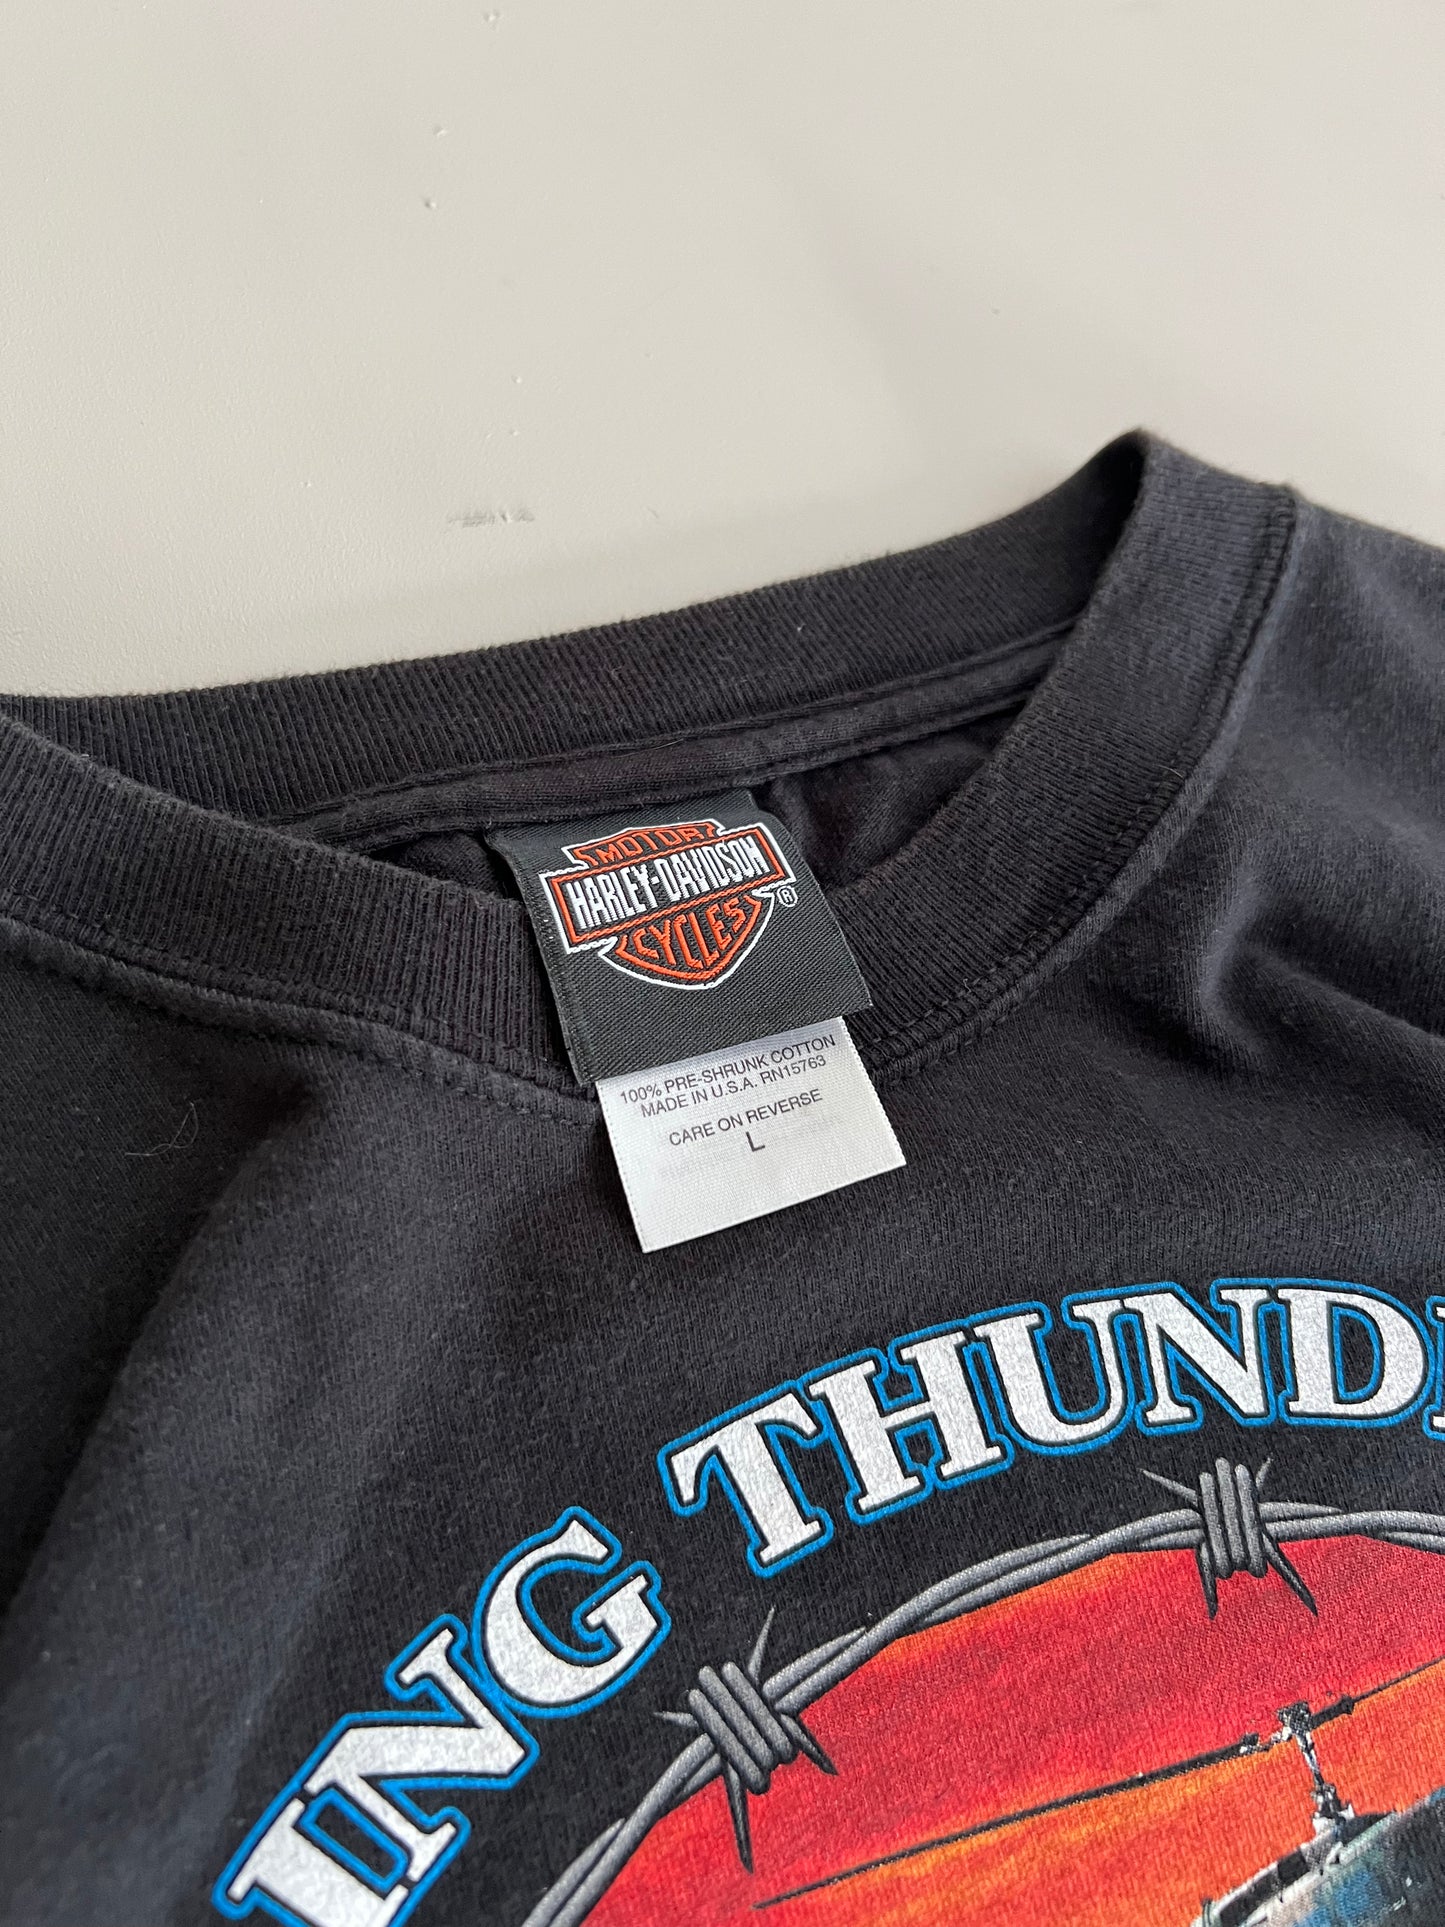 MOTOR
HARLEY-DAVIDSON
CYCLES ®
100% PRE-SHRUNK COTTON
MADE IN U.S.A. RN15763
CARE ON REVERSE
L
ING THUND